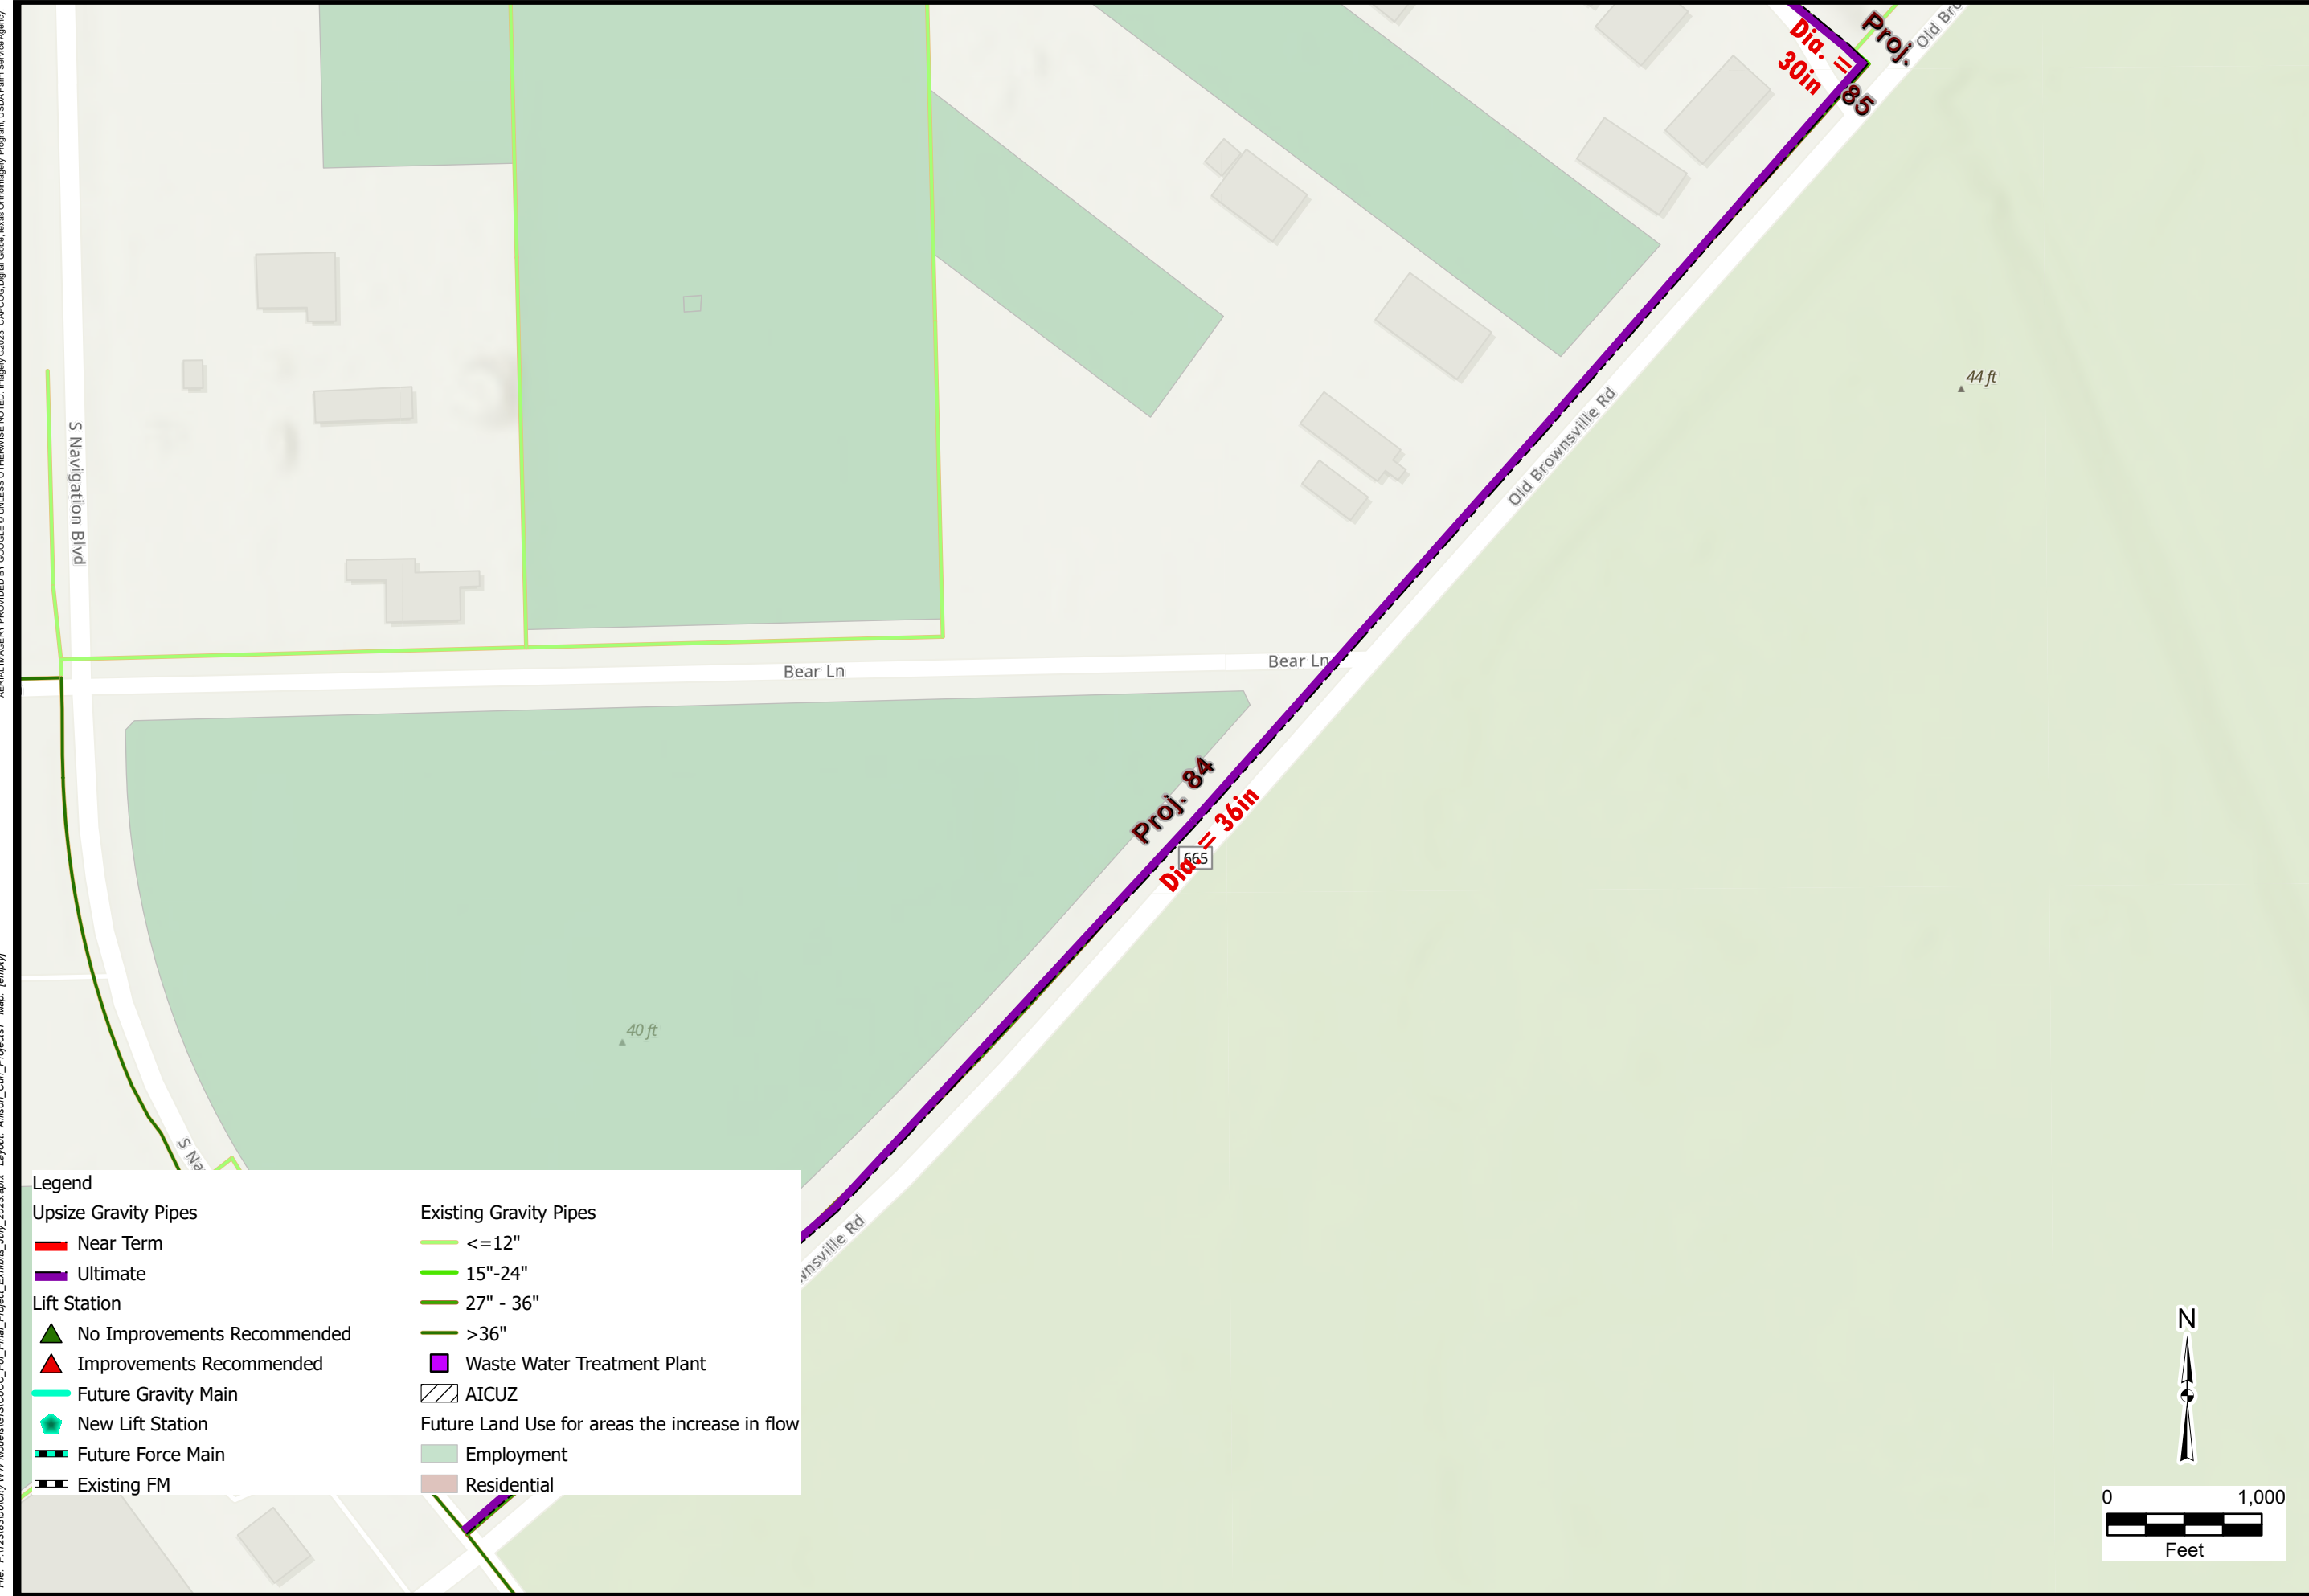 Old Bro
Proj.
85
Dia. =
30in
44 ft
Old Brownsville Rd
S Navigation Blvd
Bear Ln
Bear Ln
Proj. 84
Dia. = 36in
665
40 ft
S Na
wnsville Rd
Legend
Upsize Gravity Pipes
Near Term
Ultimate
Lift Station
No Improvements Recommended
Improvements Recommended
Future Gravity Main
New Lift Station
Future Force Main
Existing FM
Existing Gravity Pipes
<=12"
15"-24"
27" - 36"
>36"
Waste Water Treatment Plant
AICUZ
Future Land Use for areas the increase in flow
Employment
Residential
N
0 1,000
Feet